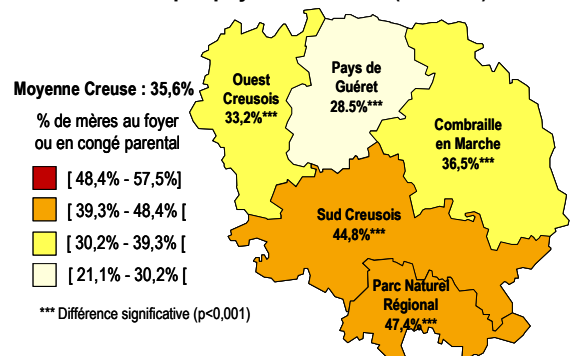 Moyenne Creuse : 35,6%
% de mères au foyer
ou en congé parental
[ 48,4% - 57,5%]
[ 39,3% - 48,4% [
[ 30,2% - 39,3% [
[ 21,1% - 30,2% [
*** Différence significative (p<0,001)
Ouest
Creusois
33,2%***
Pays de
Guéret
28.5%***
Combraille
en Marche
36,5%***
Sud Creusois
44,8%***
Parc Naturel
Régional
47,4%***